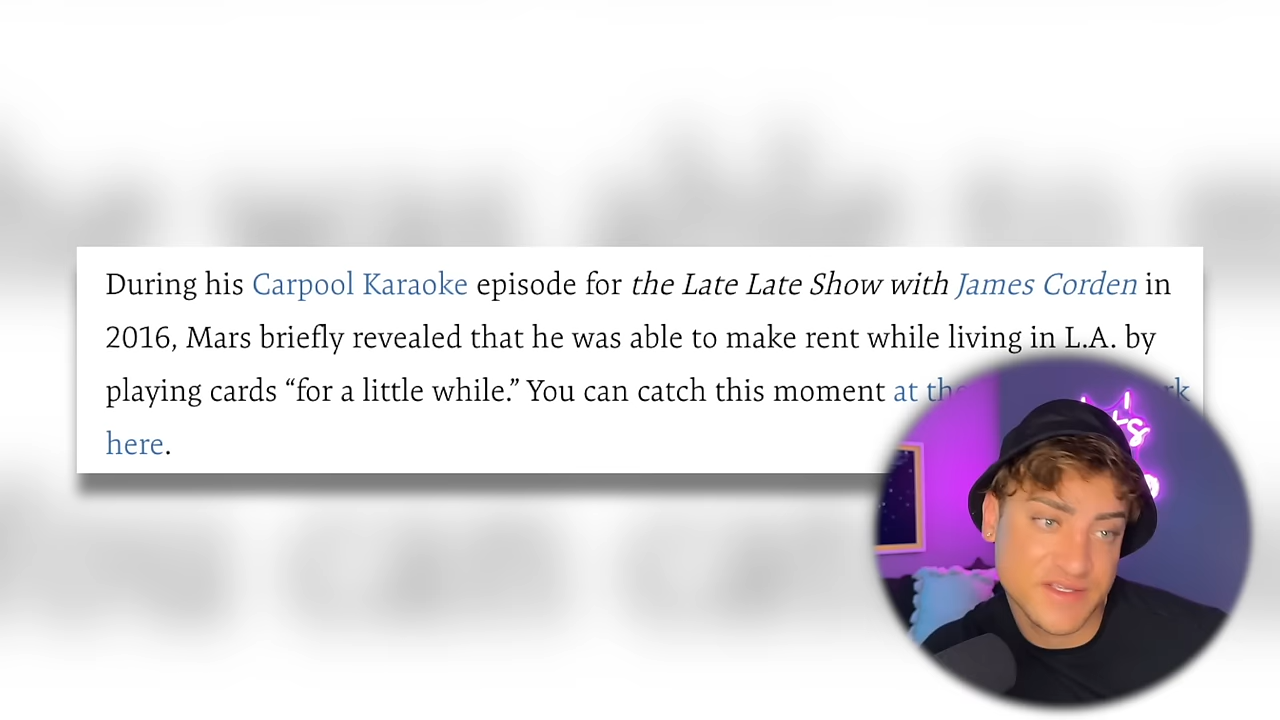 During his Carpool Karaoke episode for the Late Late Show with James Corden in
2016, Mars briefly revealed that he was able to make rent while living in L.A. by
playing cards “for a little while.” You can catch this moment at the
here.